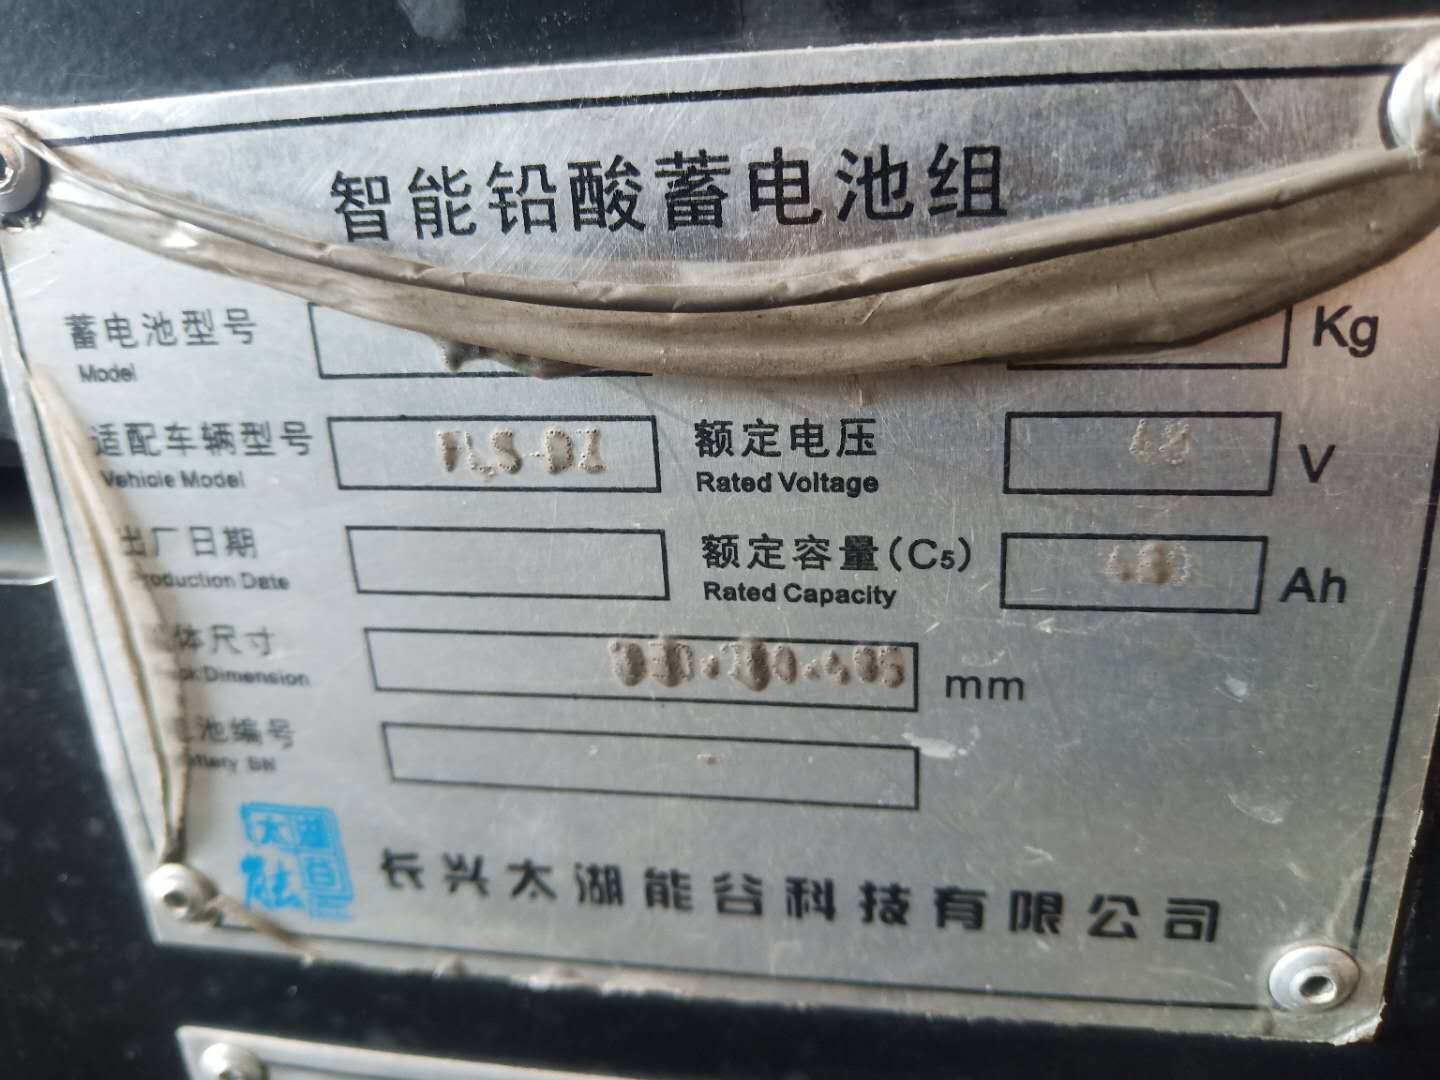 智能铅酸蓄电池组
蓄电池型号 Kg
Model
适配车辆型号 额定电压 48 V
Vehicle Model Rated Voltage
出厂日期 额定容量(C5) Ah
Production Date Rated Capacity
体尺寸 mm
Dimension
池编号
SN
长兴太湖能谷科技有限公司